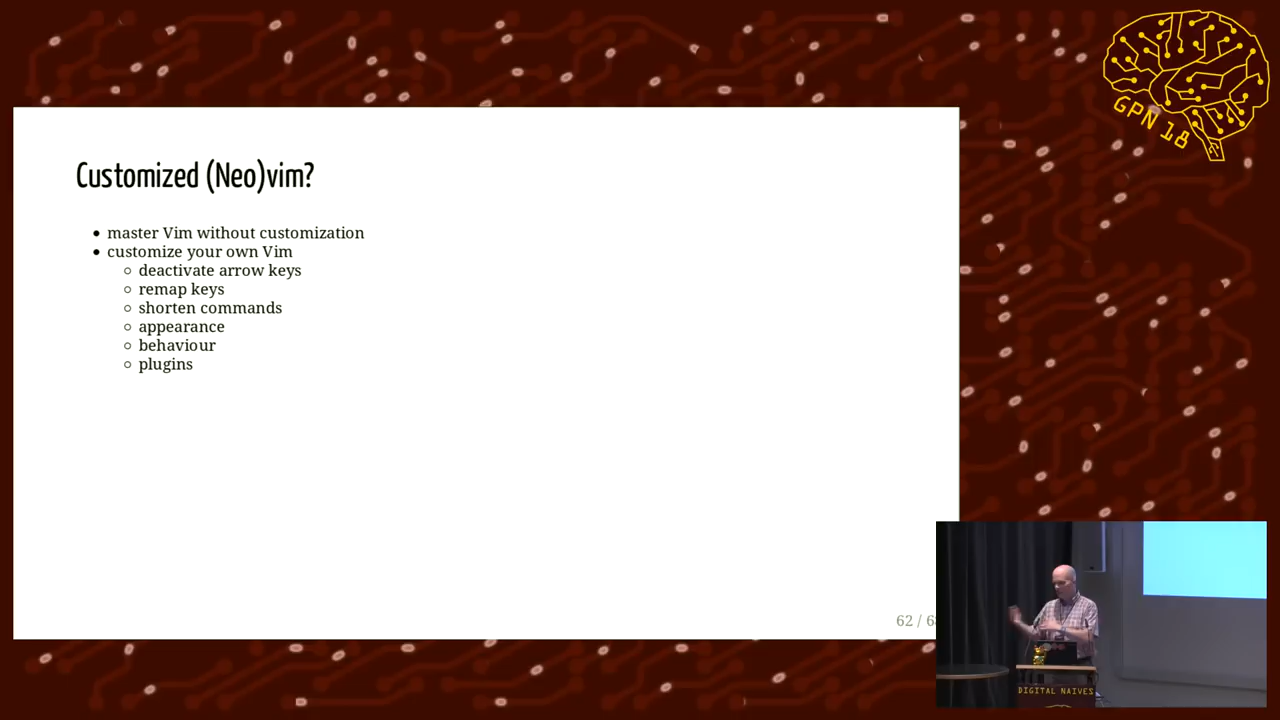 GPN 18
Customized (Neo)vim?
master Vim without customization
customize your own Vim
deactivate arrow keys
remap keys
shorten commands
appearance
behaviour
plugins
62 /
DIGITAL NAIVES